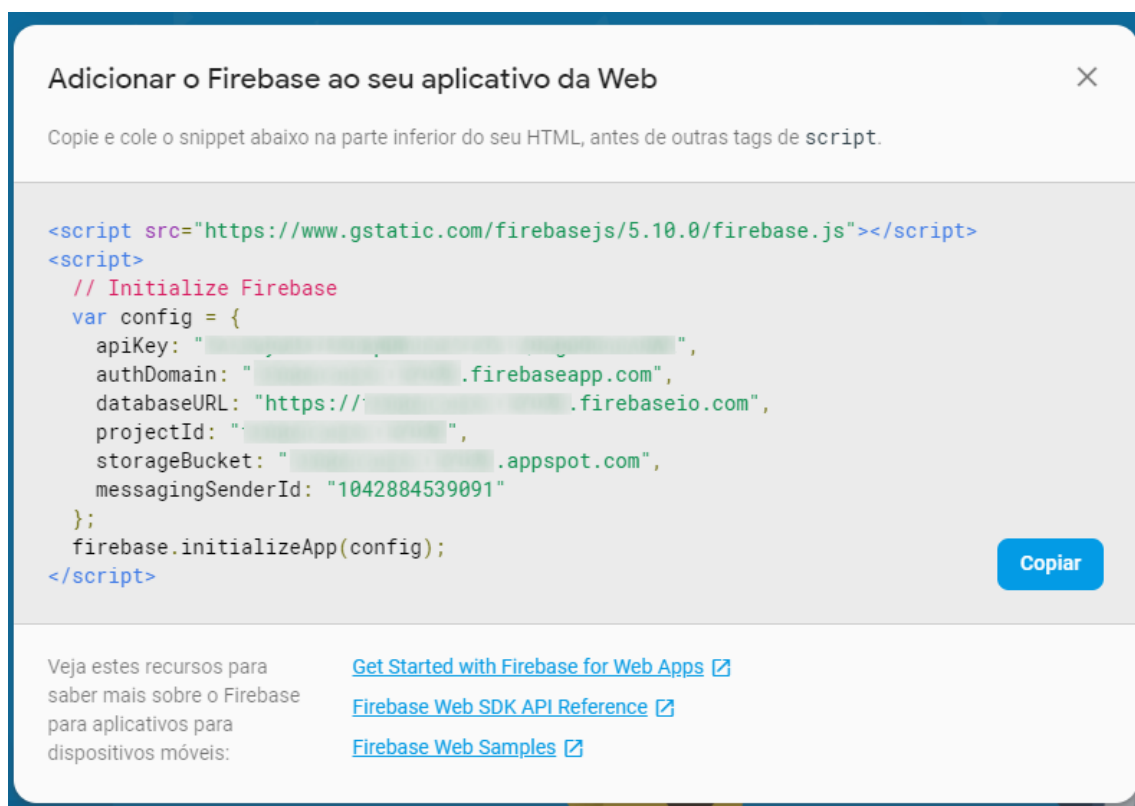 Adicionar o Firebase ao seu aplicativo da Web
Copie e cole o snippet abaixo na parte inferior do seu HTML, antes de outras tags de script.
<script src="https://www.gstatic.com/firebasejs/5.10.0/firebase.js"></script>
<script>
// Initialize Firebase
var config = {
apiKey: " ",
authDomain: " .firebaseapp.com",
databaseURL: "https:// .firebaseio.com",
projectId: " ",
storageBucket: " .appspot.com",
messagingSenderId: "1042884539091"
};
firebase.initializeApp(config);
</script>
Copiar
Veja estes recursos para
saber mais sobre o Firebase
para aplicativos para
dispositivos móveis:
Get Started with Firebase for Web Apps
Firebase Web SDK API Reference
Firebase Web Samples